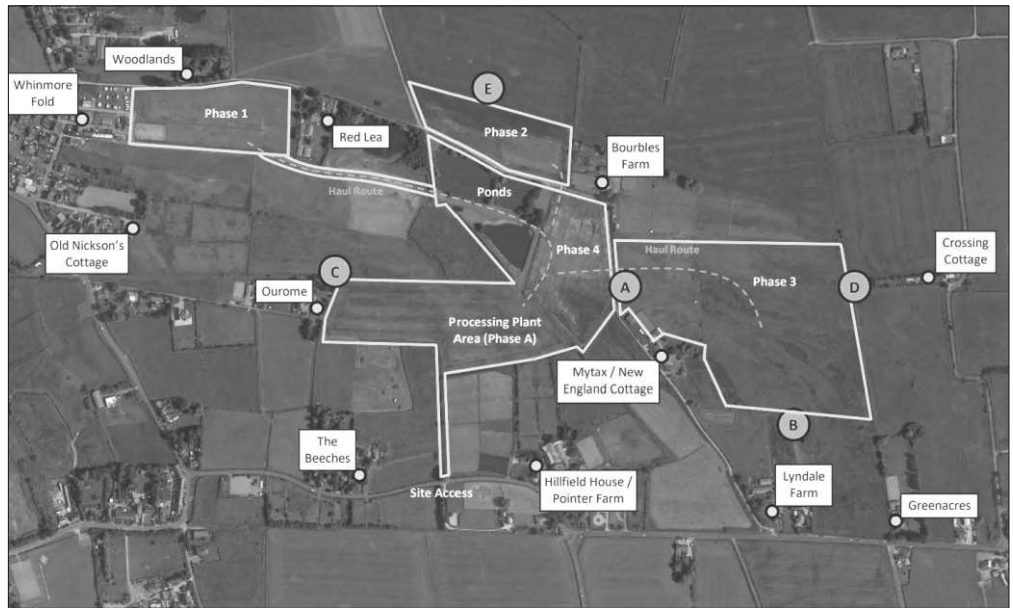 Woodlands
Whinmore
Fold
Phase 1
E
Phase 2
Red Lea
Bourbles
Farm
Haul Route
Ponds
Old Nickson's
Cottage
Phase 4
Haul Route
Crossing
Cottage
C
A
Phase 3
D
Ourome
Processing Plant
Area (Phase A)
Mytax / New
England Cottage
B
The
Beeches
Site Access
Hillfield House /
Pointer Farm
Lyndale
Farm
Greenacres